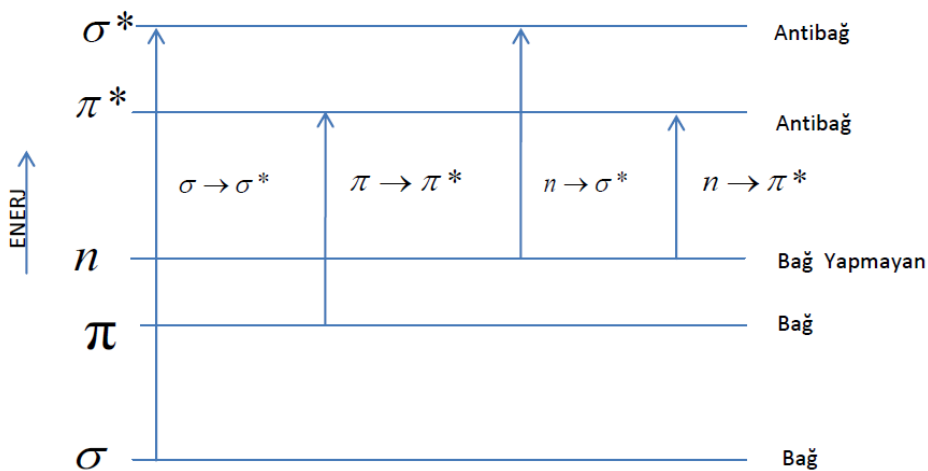 σ* Antibağ
π* Antibağ
σ → σ* π → π* n → σ* n → π*
ENERJ
n Bağ Yapmayan
π Bağ
σ Bağ